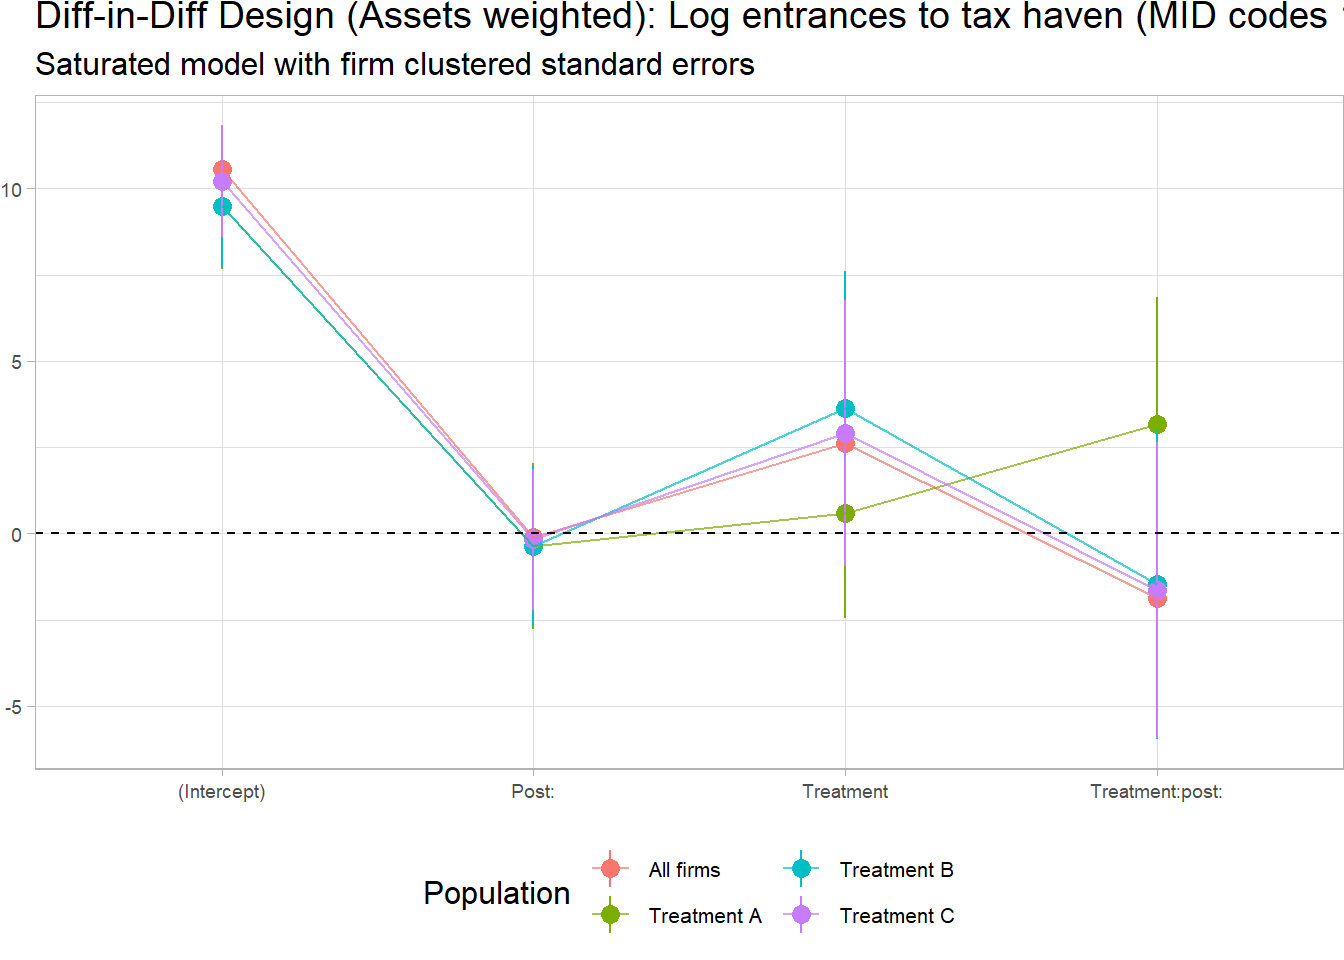 Diff-in-Diff Design (Assets weighted): Log entrances to tax haven (MID codes
Saturated model with firm clustered standard errors
10
5
0
-5
(Intercept)
Post:
Treatment
Treatment:post:
Population
All firms
Treatment A
Treatment B
Treatment C